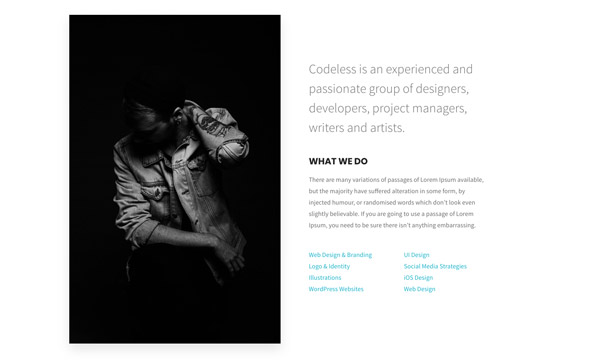 Codeless is an experienced and
passionate group of designers,
developers, project managers,
writers and artists.
WHAT WE DO
There are many variations of passages of Lorem Ipsum available,
but the majority have suffered alteration in some form, by
injected humour, or randomised words which don't look even
slightly believable. If you are going to use a passage of Lorem
Ipsum, you need to be sure there isn't anything embarrassing.
Web Design & Branding
Logo & Identity
Illustrations
WordPress Websites
UI Design
Social Media Strategies
iOS Design
Web Design